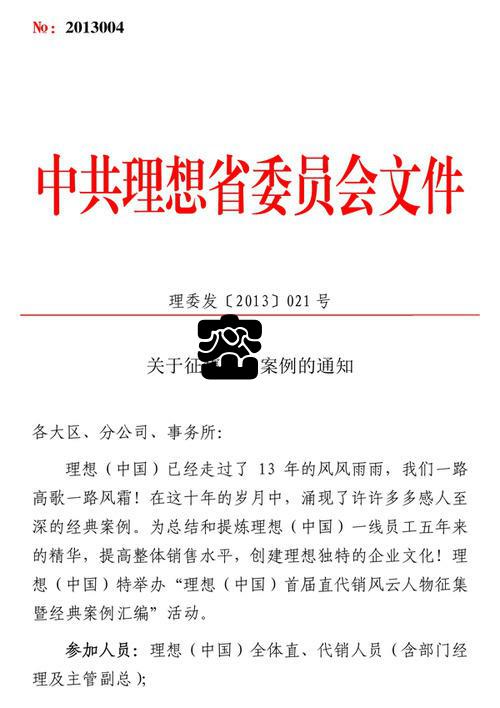 No：2013004
中共理想省委员会文件
理委发〔2013〕021 号
关于征 案例的通知
各大区、分公司、事务所：
理想（中国）已经走过了 13 年的风风雨雨，我们一路
高歌一路风霜！在这十年的岁月中，涌现了许许多多感人至
深的经典案例。为总结和提炼理想（中国）一线员工五年来
的精华，提高整体销售水平，创建理想独特的企业文化！理
想（中国）特举办“理想（中国）首届直代销风云人物征集
暨经典案例汇编”活动。
参加人员：理想（中国）全体直、代销人员（含部门经
理及主管副总）；